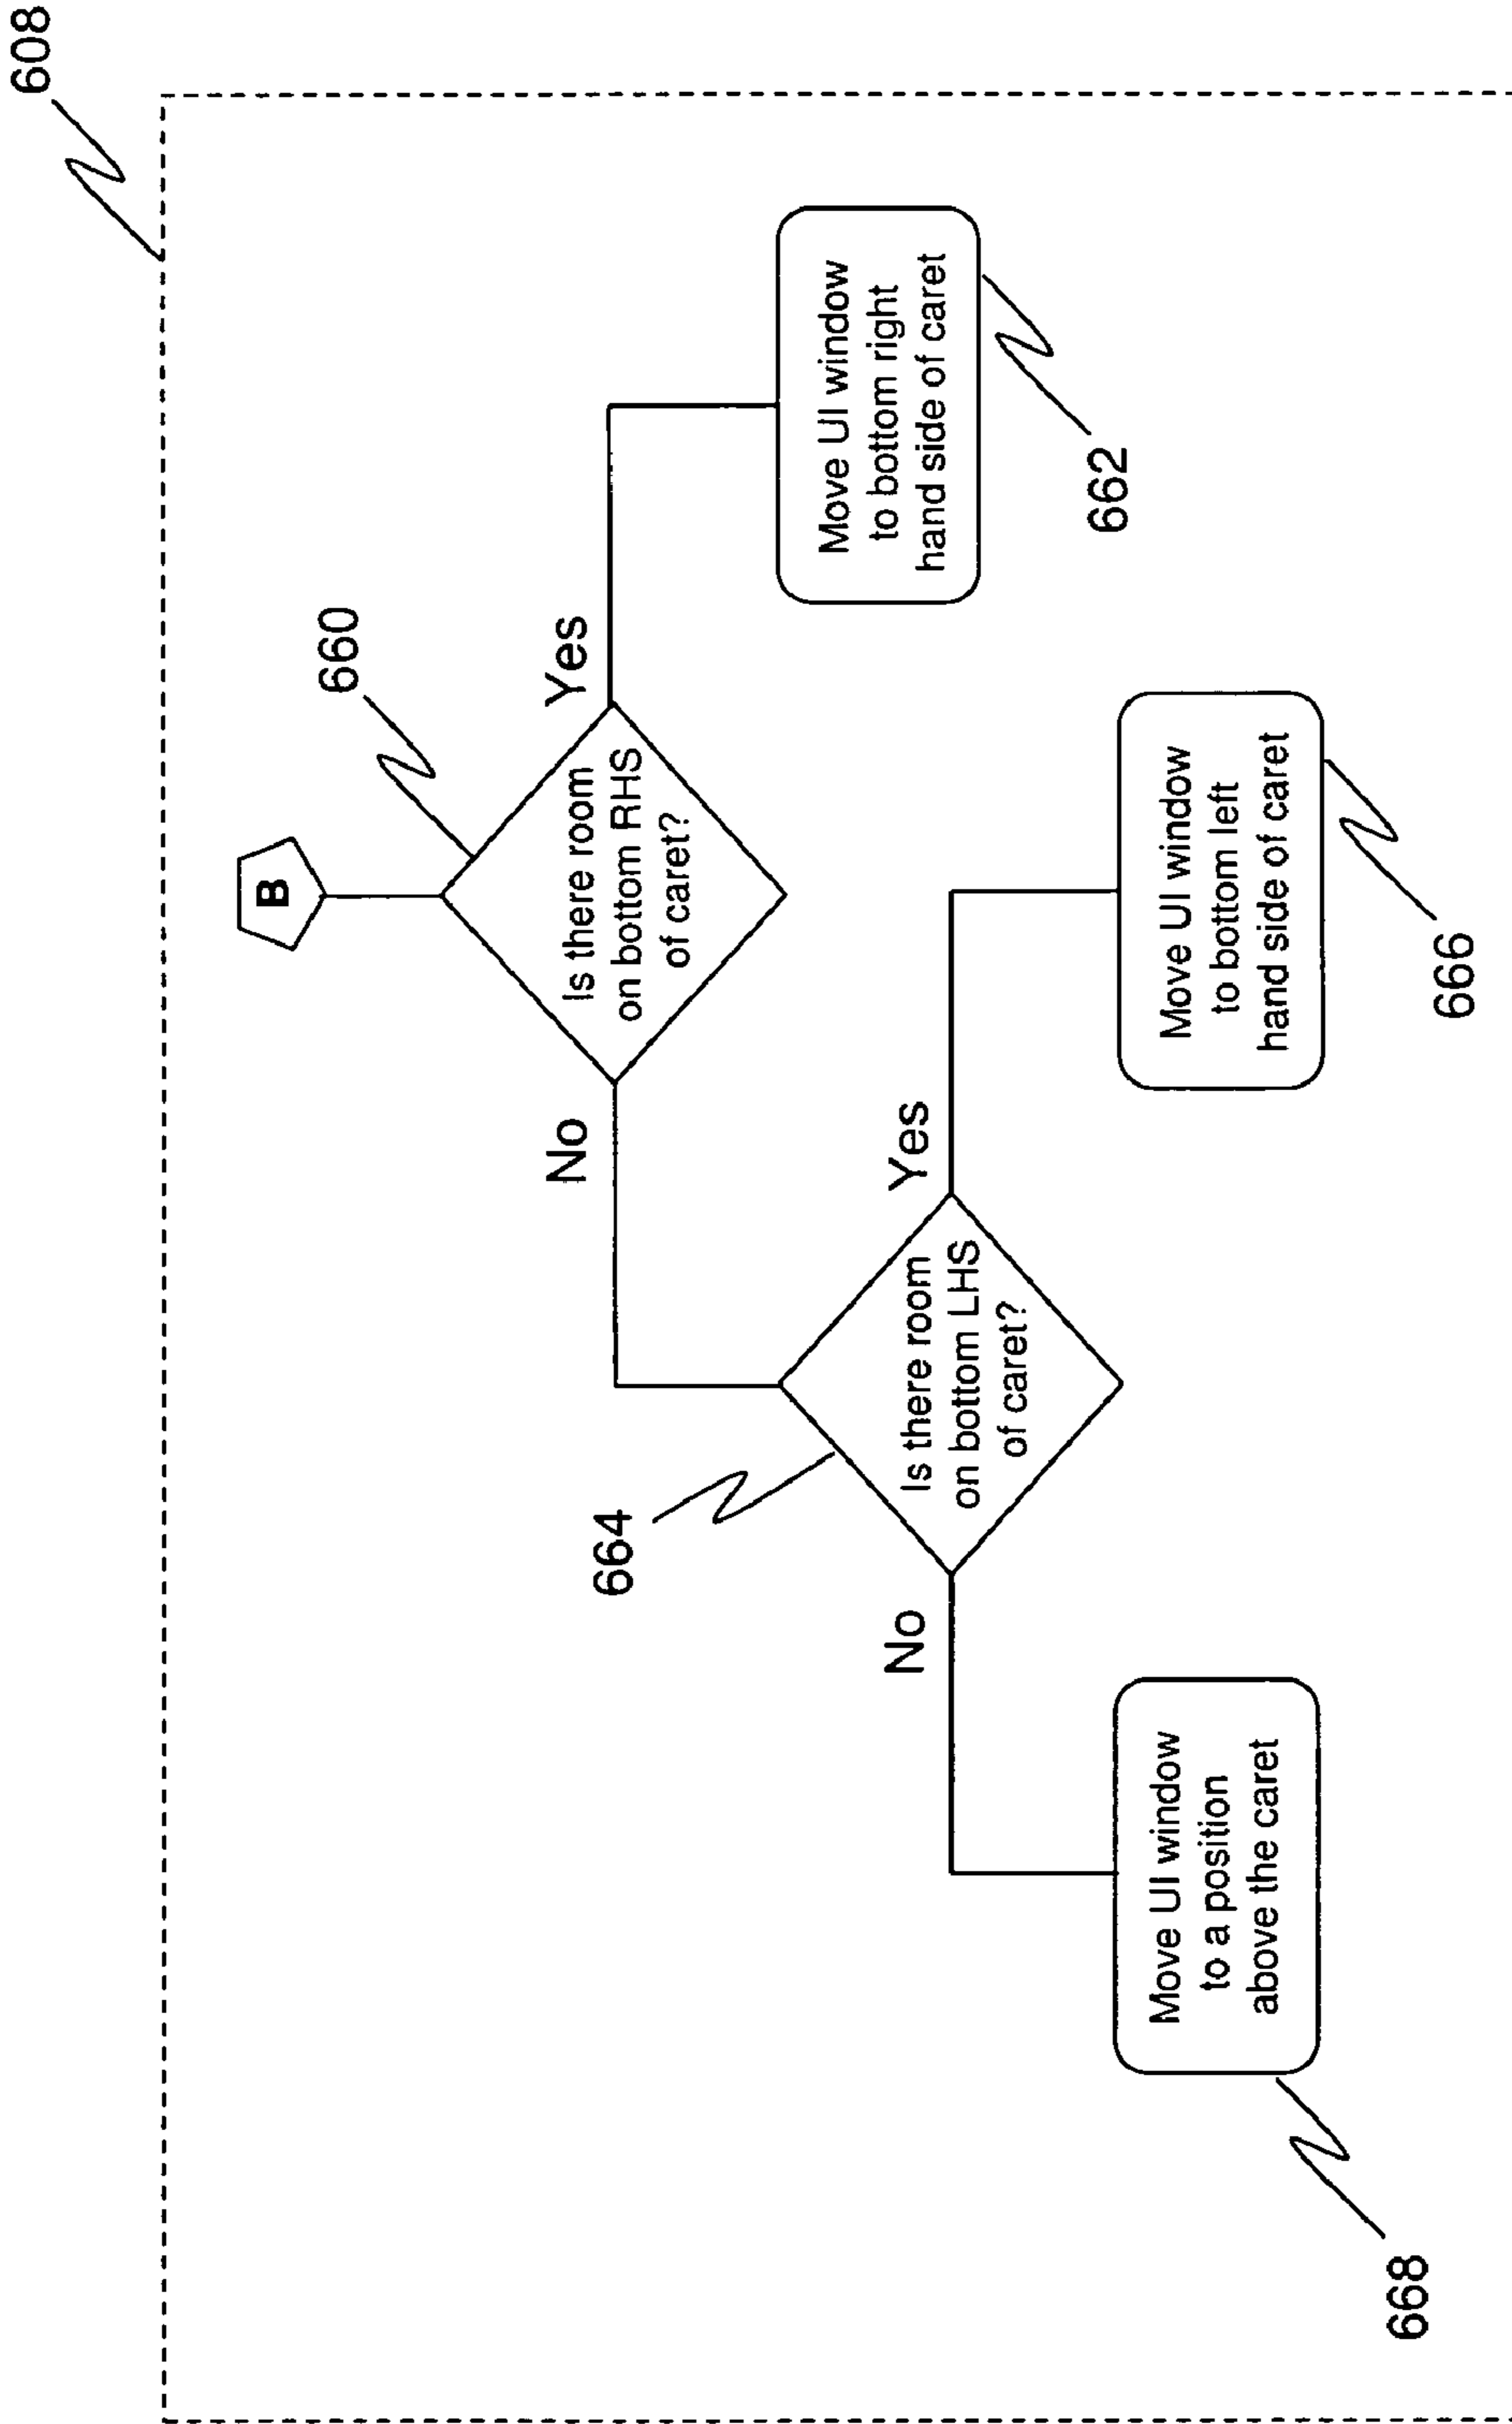 608
B
660
Is there room
on bottom RHS
of caret?
No
Yes
Move UI window
to bottom right
hand side of caret
662
664
Is there room
on bottom LHS
of caret?
No
Yes
Move UI window
to bottom left
hand side of caret
666
Move UI window
to a position
above the caret
668